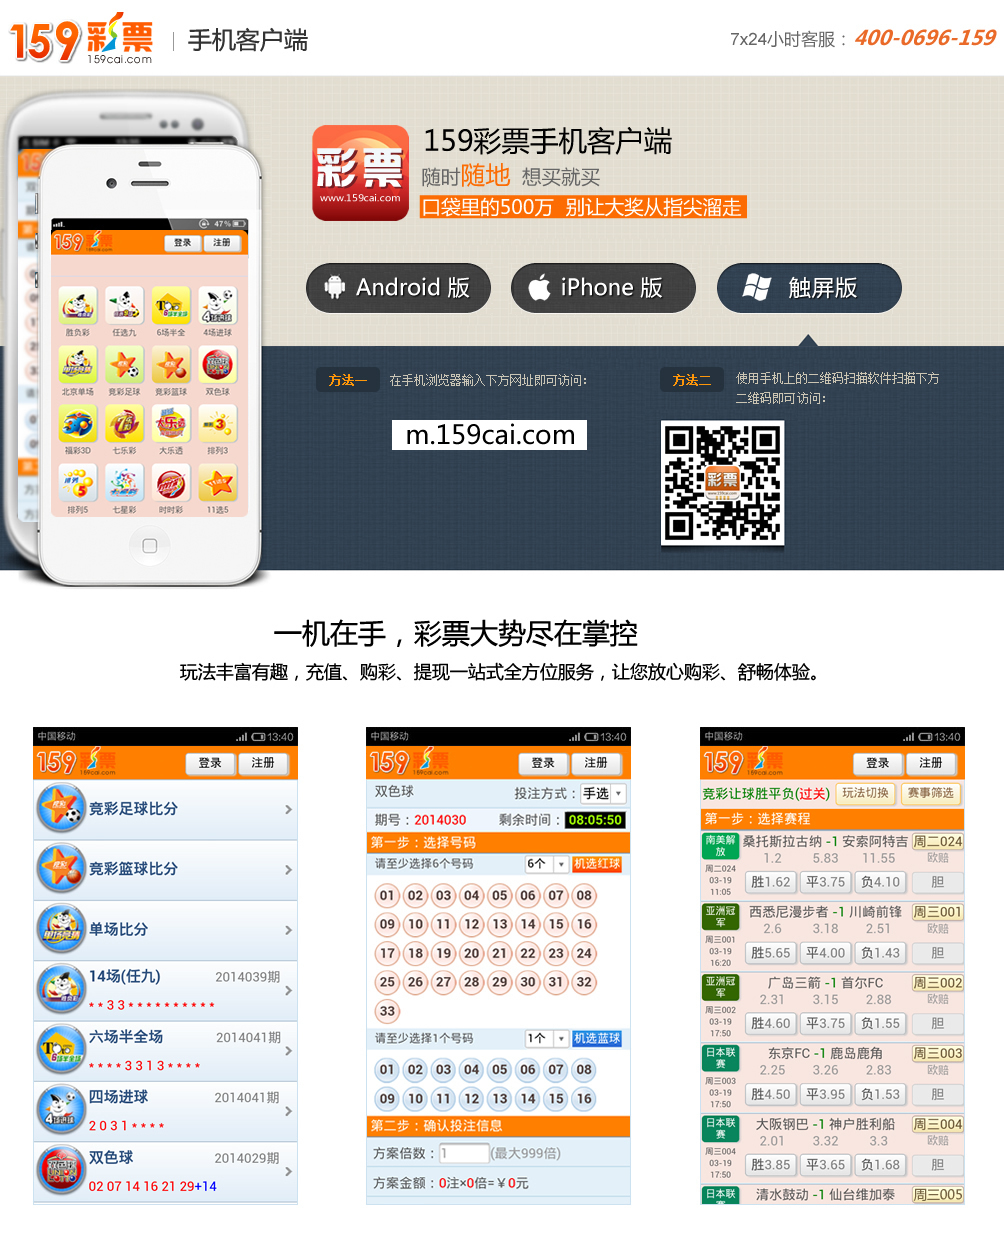 159彩票
159cai.com
手机客户端
7x24小时客服：400-0696-159
彩票
www.159cai.com
159彩票手机客户端
随时随地 想买就买
口袋里的500万 别让大奖从指尖溜走
Android 版
iPhone 版
触屏版
47%
登录 注册
胜负彩 任选九 6场半全 4场进球
北京单场 竞彩足球 竞彩篮球 双色球
福彩3D 七乐彩 大乐透 排列3
排列5 七星彩 时时彩 11选5
方法一 在手机浏览器输入下方网址即可访问：
m.159cai.com
方法二 使用手机上的二维码扫描软件扫描下方
二维码即可访问：
彩票
一机在手，彩票大势尽在掌控
玩法丰富有趣，充值、购彩、提现一站式全方位服务，让您放心购彩、舒畅体验。
中国移动 13:40
159彩票
159cai.com
登录 注册
竞彩足球比分
竞彩篮球比分
单场比分
14场(任九) 2014039期
**33**********
六场半全场 2014041期
****3313****
四场进球 2014041期
2031****
双色球 2014029期
02 07 14 16 21 29+14
中国移动 13:40
159彩票
159cai.com
登录 注册
双色球 投注方式：手选
期号：2014030 剩余时间：08:05:50
第一步：选择号码
请至少选择6个号码 6个 机选红球
01 02 03 04 05 06 07 08
09 10 11 12 13 14 15 16
17 18 19 20 21 22 23 24
25 26 27 28 29 30 31 32
33
请至少选择1个号码 1个 机选蓝球
01 02 03 04 05 06 07 08
09 10 11 12 13 14 15 16
第二步：确认投注信息
方案倍数：1 (最大999倍)
方案金额：0注×0倍=￥0元
中国移动 13:40
159彩票
159cai.com
登录 注册
竞彩让球胜平负(过关) 玩法切换 赛事筛选
第一步：选择赛程
南美解放 桑托斯拉古纳 -1 安索阿特吉 周二024
1.2 5.83 11.55 欧赔
周二024 03-19 11:05 胜1.62 平3.75 负4.10 胆
亚洲冠军 西悉尼漫步者 -1 川崎前锋 周三001
2.6 3.18 2.51 欧赔
周三001 03-19 16:20 胜5.65 平4.00 负1.43 胆
亚洲冠军 广岛三箭 -1 首尔FC 周三002
2.31 3.15 2.88 欧赔
周三002 03-19 17:50 胜4.60 平3.75 负1.55 胆
日本联赛 东京FC -1 鹿岛鹿角 周三003
2.25 3.26 2.83 欧赔
周三003 03-19 17:50 胜4.50 平3.95 负1.53 胆
日本联赛 大阪钢巴 -1 神户胜利船 周三004
2.01 3.32 3.3 欧赔
周三004 03-19 17:50 胜3.85 平3.65 负1.68 胆
日本联赛 清水鼓动 -1 仙台维加泰 周三005